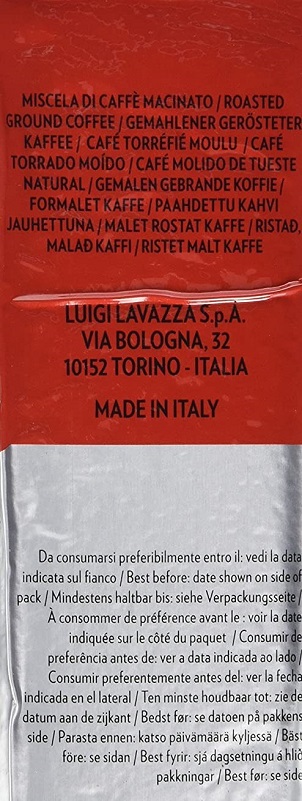 MISCELA DI CAFFÈ MACINATO / ROASTED
GROUND COFFEE / GEMAHLENER GERÖSTETER
KAFFEE / CAFÉ TORRÉFIÉ MOULU / CAFÉ
TORRADO MOÍDO / CAFÉ MOLIDO DE TUESTE
NATURAL / GEMALEN GEBRANDE KOFFIE /
FORMALET KAFFE / PAAHDETTU KAHVI
JAUHETTUNA / MALET ROSTAT KAFFE / RISTAÐ,
MALAÐ KAFFI / RISTET MALT KAFFE
LUIGI LAVAZZA S.p.A.
VIA BOLOGNA, 32
10152 TORINO - ITALIA
MADE IN ITALY
Da consumarsi preferibilmente entro il: vedi la data
indicata sul fianco / Best before: date shown on side of
pack / Mindestens haltbar bis: siehe Verpackungsseite /
À consommer de préférence avant le : voir la date
indiquée sur le côté du paquet / Consumir de
preferência antes de: ver a data indicada ao lado /
Consumir preferentemente antes del: ver la fecha
indicada en el lateral / Ten minste houdbaar tot: zie de
datum aan de zijkant / Bedst før: se datoen på pakkens
side / Parasta ennen: katso päivämäärä kyljessä / Bäst
före: se sidan / Best fyrir: sjá dagsetningu á hlið
pakkningar / Best før: se side